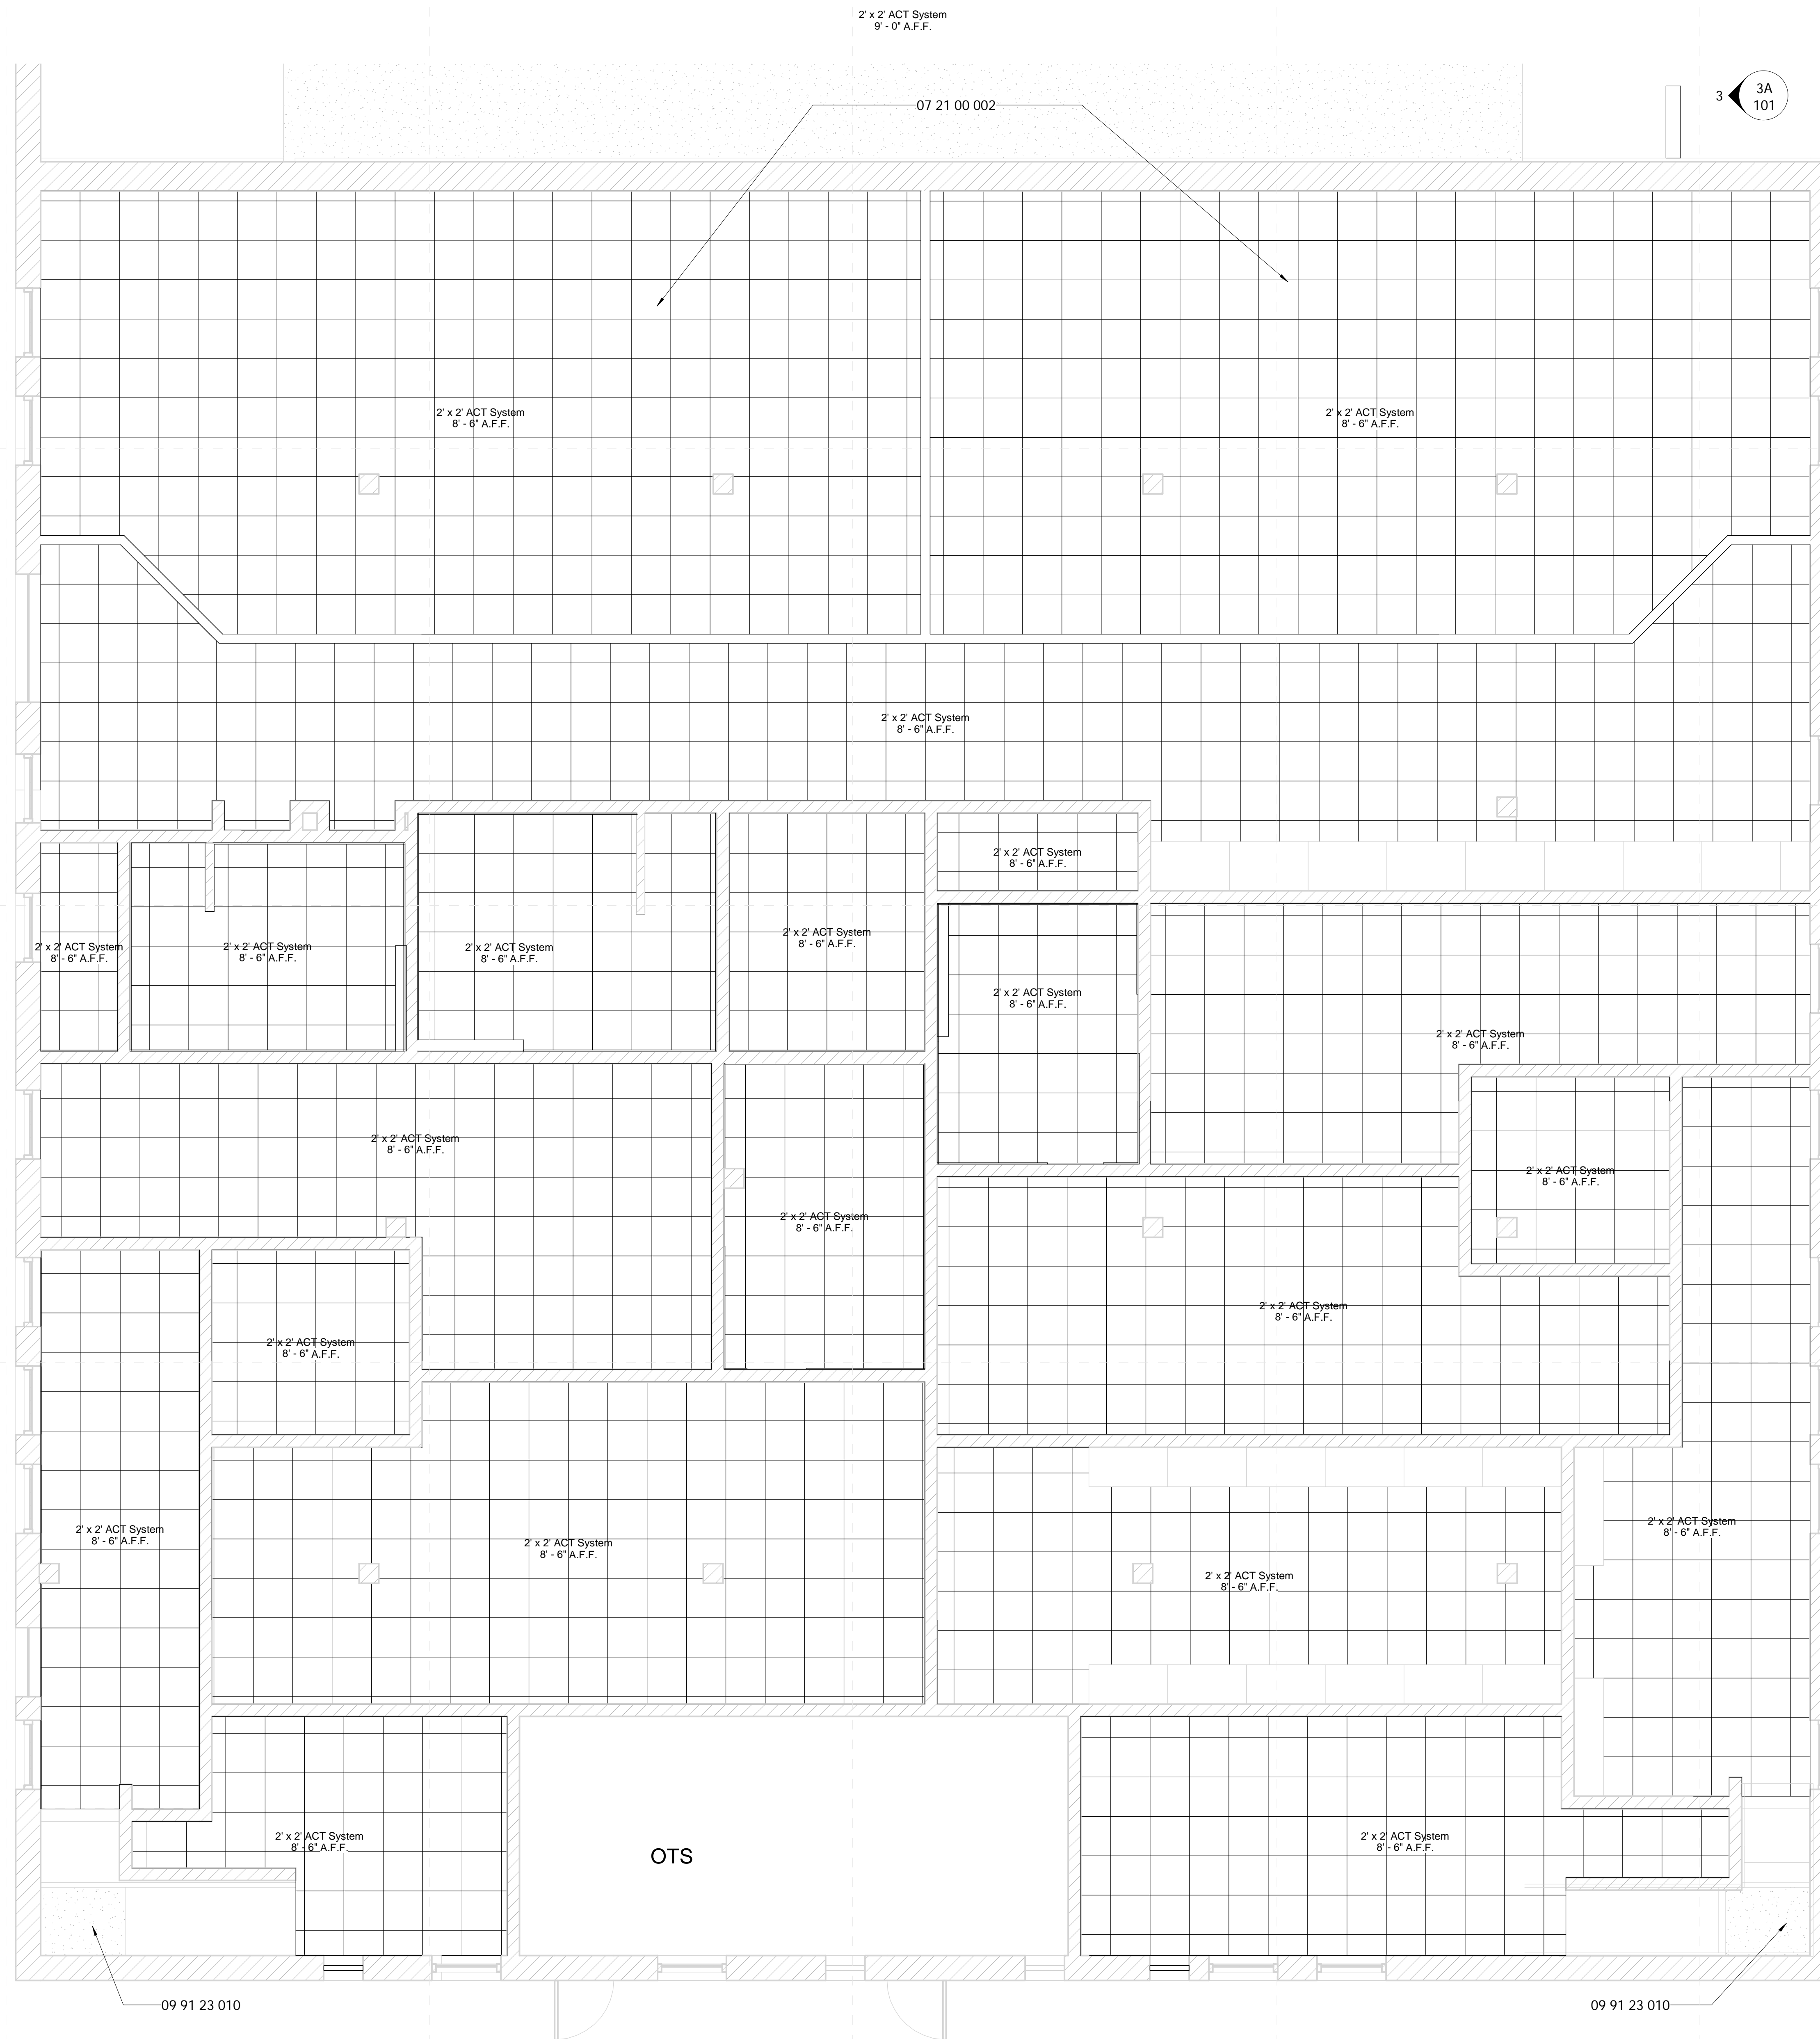 2' x 2' ACT System
9' - 0" A.F.F.
07 21 00 002
3
3A
101
2' x 2' ACT System
8' - 6" A.F.F.
2' x 2' ACT System
8' - 6" A.F.F.
2' x 2' ACT System
8' - 6" A.F.F.
2' x 2' ACT System
8' - 6" A.F.F.
2' x 2' ACT System
8' - 6" A.F.F.
2' x 2' ACT System
8' - 6" A.F.F.
2' x 2' ACT System
8' - 6" A.F.F.
2' x 2' ACT System
8' - 6" A.F.F.
2' x 2' ACT System
8' - 6" A.F.F.
2' x 2' ACT System
8' - 6" A.F.F.
2' x 2' ACT System
8' - 6" A.F.F.
2' x 2' ACT System
8' - 6" A.F.F.
2' x 2' ACT System
8' - 6" A.F.F.
2' x 2' ACT System
8' - 6" A.F.F.
2' x 2' ACT System
8' - 6" A.F.F.
2' x 2' ACT System
8' - 6" A.F.F.
2' x 2' ACT System
8' - 6" A.F.F.
2' x 2' ACT System
8' - 6" A.F.F.
2' x 2' ACT System
8' - 6" A.F.F.
2' x 2' ACT System
8' - 6" A.F.F.
2' x 2' ACT System
8' - 6" A.F.F.
OTS
2' x 2' ACT System
8' - 6" A.F.F.
09 91 23 010
09 91 23 010